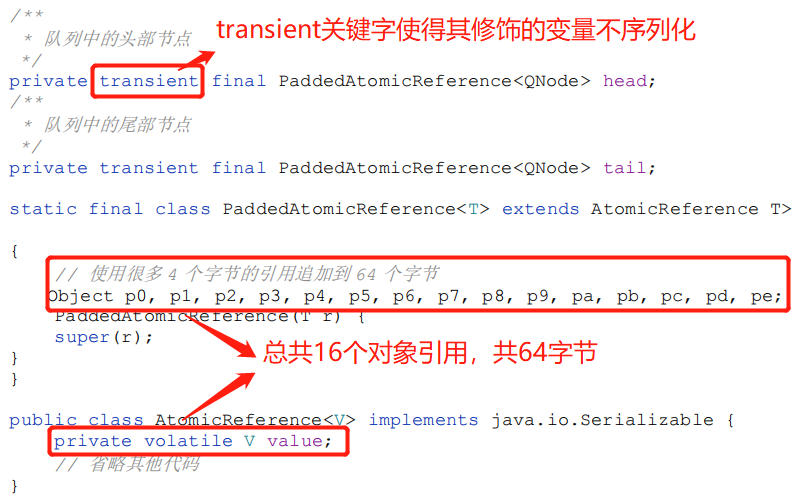 /**
* 队列中的头部节点
transient关键字使得其修饰的变量不序列化
*/
private transient final PaddedAtomicReference<QNode> head;
/**
* 队列中的尾部节点
*/
private transient final PaddedAtomicReference<QNode> tail;
static final class PaddedAtomicReference<T> extends AtomicReference T>
{
// 使用很多 4 个字节的引用追加到 64 个字节
Object p0, p1, p2, p3, p4, p5, p6, p7, p8, p9, pa, pb, pc, pd, pe;
PaddedAtomicReference(T r) {
super(r);
总共16个对象引用，共64字节
}
}
public class AtomicReference<V> implements java.io.Serializable {
private volatile V value;
// 省略其他代码
}